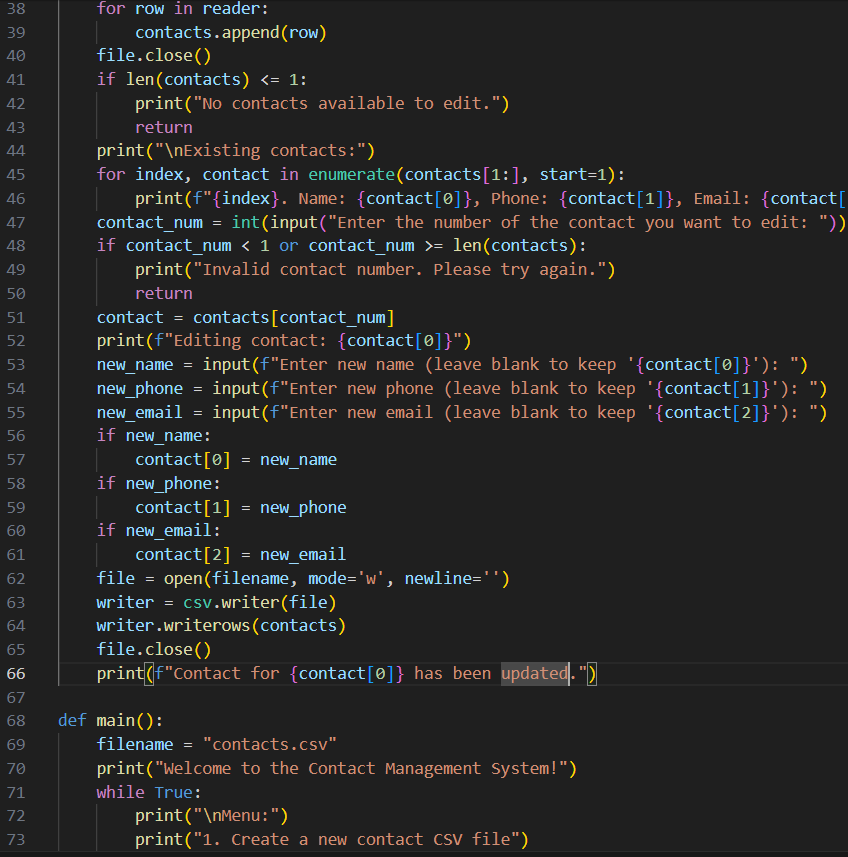 38 for row in reader:
39 contacts.append(row)
40 file.close()
41 if len(contacts) <= 1:
42 print("No contacts available to edit.")
43 return
44 print("\nExisting contacts:")
45 for index, contact in enumerate(contacts[1:], start=1):
46 print(f"{index}. Name: {contact[0]}, Phone: {contact[1]}, Email: {contact[
47 contact_num = int(input("Enter the number of the contact you want to edit: "))
48 if contact_num < 1 or contact_num >= len(contacts):
49 print("Invalid contact number. Please try again.")
50 return
51 contact = contacts[contact_num]
52 print(f"Editing contact: {contact[0]}")
53 new_name = input(f"Enter new name (leave blank to keep '{contact[0]}'): ")
54 new_phone = input(f"Enter new phone (leave blank to keep '{contact[1]}'): ")
55 new_email = input(f"Enter new email (leave blank to keep '{contact[2]}'): ")
56 if new_name:
57 contact[0] = new_name
58 if new_phone:
59 contact[1] = new_phone
60 if new_email:
61 contact[2] = new_email
62 file = open(filename, mode='w', newline='')
63 writer = csv.writer(file)
64 writer.writerows(contacts)
65 file.close()
66 print(f"Contact for {contact[0]} has been updated.")
67
68 def main():
69 filename = "contacts.csv"
70 print("Welcome to the Contact Management System!")
71 while True:
72 print("\nMenu:")
73 print("1. Create a new contact CSV file")